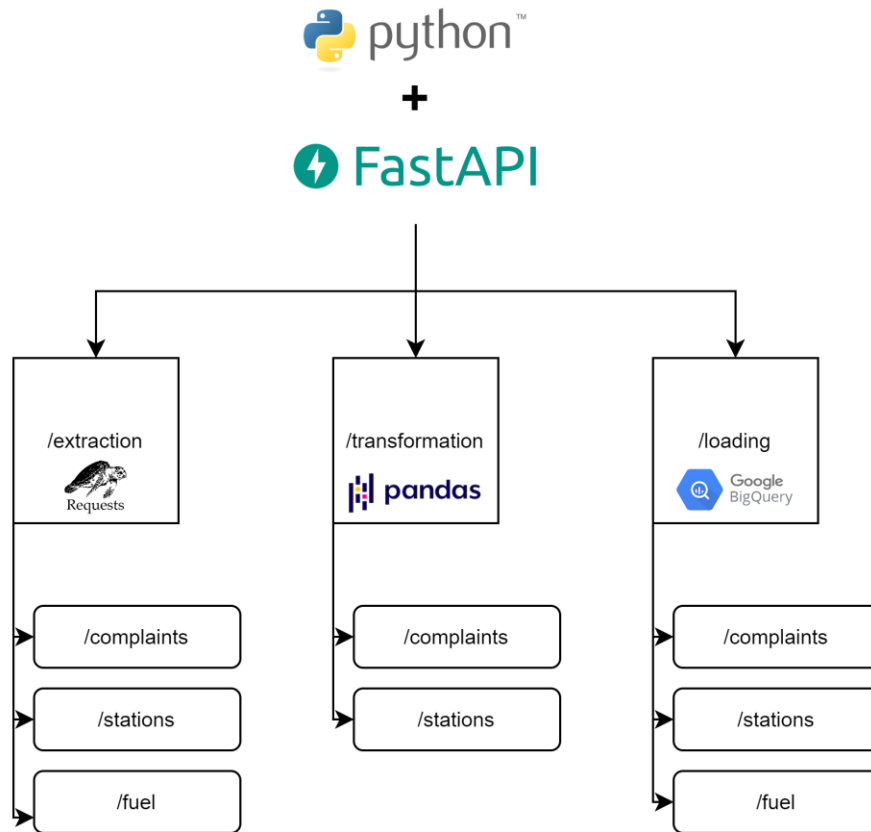 python™
+
FastAPI
/extraction
Requests
/transformation
pandas
/loading
Google
BigQuery
/complaints
/stations
/fuel
/complaints
/stations
/complaints
/stations
/fuel